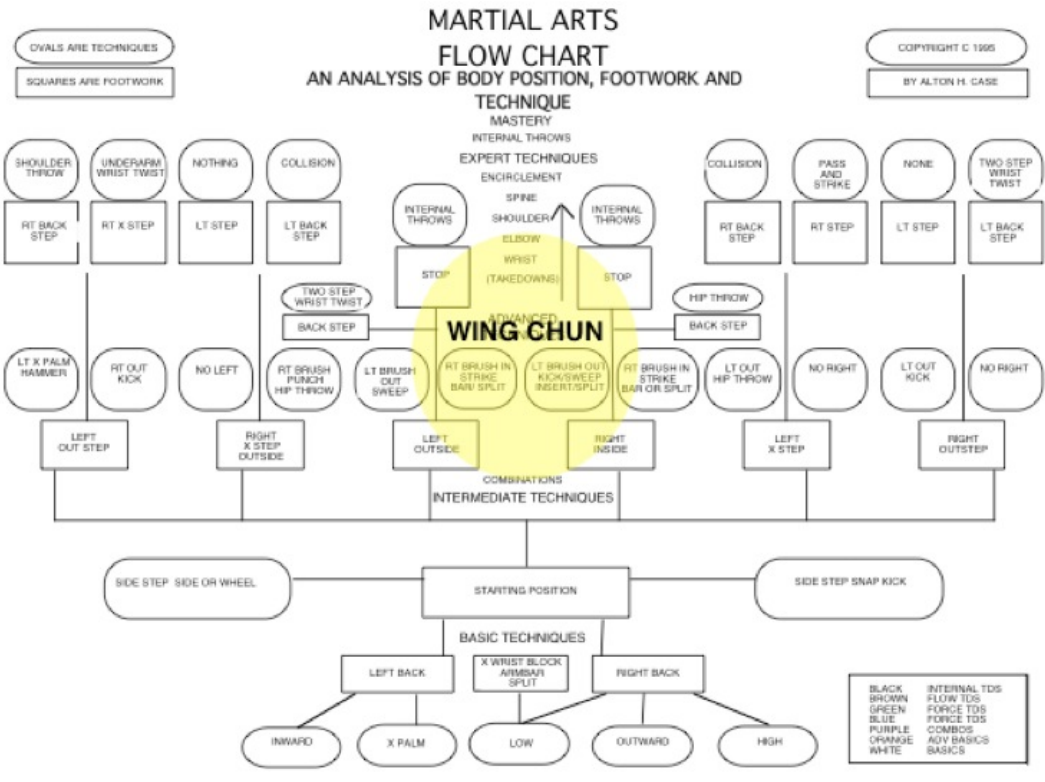 MARTIAL ARTS
FLOW CHART
AN ANALYSIS OF BODY POSITION, FOOTWORK AND
TECHNIQUE
OVALS ARE TECHNIQUES
SQUARES ARE FOOTWORK
COPYRIGHT C 1995
BY ALTON H. CASE
MASTERY
INTERNAL THROWS
EXPERT TECHNIQUES
ENCIRCLEMENT
SPINE
SHOULDER
ELBOW
WRIST
(TAKEDOWNS)
ADVANCED
WING CHUN
SHOULDER
THROW
UNDERARM
WRIST TWIST
NOTHING
COLLISION
RT BACK
STEP
RT X STEP
LT STEP
LT BACK
STEP
INTERNAL
THROWS
STOP
INTERNAL
THROWS
STOP
COLLISION
PASS
AND
STRIKE
NONE
TWO STEP
WRIST
TWIST
RT BACK
STEP
RT STEP
LT STEP
LT BACK
STEP
TWO STEP
WRIST TWIST
BACK STEP
HIP THROW
BACK STEP
LT X PALM
HAMMER
RT OUT
KICK
NO LEFT
RT BRUSH
PUNCH
HIP THROW
LT BRUSH
OUT
SWEEP
RT BRUSH IN
STRIKE
BAR/ SPLIT
LT BRUSH OUT
KICK/SWEEP
INSERT/SPLIT
RT BRUSH IN
STRIKE
BAR OR SPLIT
LT OUT
HIP THROW
NO RIGHT
LT OUT
KICK
NO RIGHT
LEFT
OUT STEP
RIGHT
X STEP
OUTSIDE
LEFT
OUTSIDE
RIGHT
INSIDE
LEFT
X STEP
RIGHT
OUTSTEP
COMBINATIONS
INTERMEDIATE TECHNIQUES
SIDE STEP SIDE OR WHEEL
STARTING POSITION
SIDE STEP SNAP KICK
BASIC TECHNIQUES
LEFT BACK
X WRIST BLOCK
ARMBAR
SPLIT
RIGHT BACK
INWARD
X PALM
LOW
OUTWARD
HIGH
BLACK INTERNAL TDS
BROWN FLOW TDS
GREEN FORCE TDS
BLUE FORCE TDS
PURPLE COMBOS
ORANGE ADV BASICS
WHITE BASICS